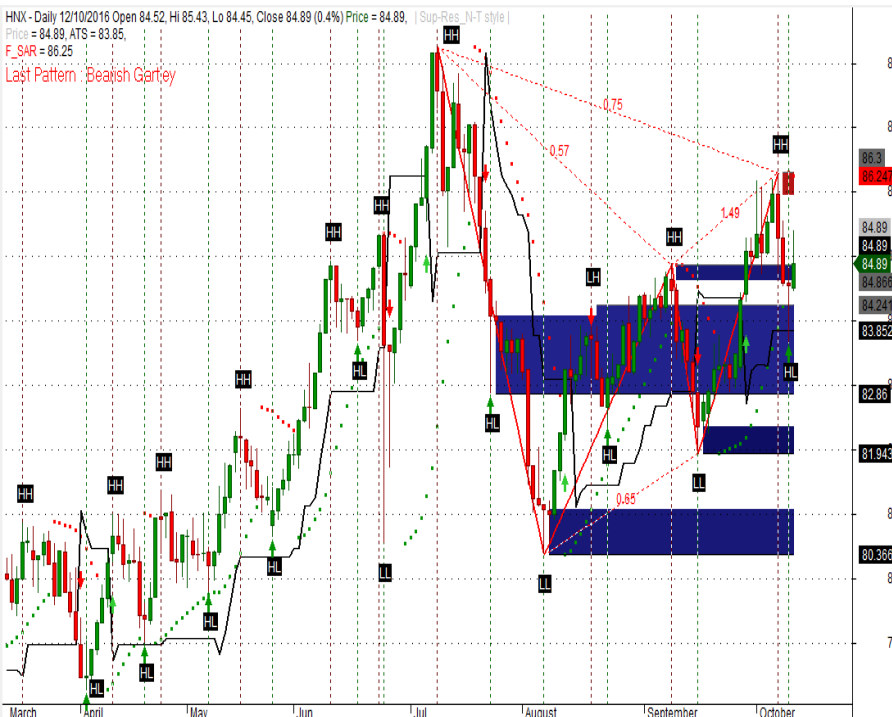 HNX - Daily 12/10/2016 Open 84.52, Hi 85.43, Lo 84.45, Close 84.89 (0.4%) Price = 84.89, | Sup-Res_N-T style |
Price = 84.89, ATS = 83.85,
F_SAR = 86.25
Last Pattern : Bearish Gartley
HH
0.75
0.57
HH
86.3
86.247
HH
HH
1.49
HH
84.89
84.89
84.89
84.866
LH
84.241
83.852
HL
HL
HH
82.861
HL
HL
81.943
HH
HH
HH
LL
0.65
80.366
HL
LL
LL
HL
HL
HL
March
April
May
Jun
Jul
August
September
October